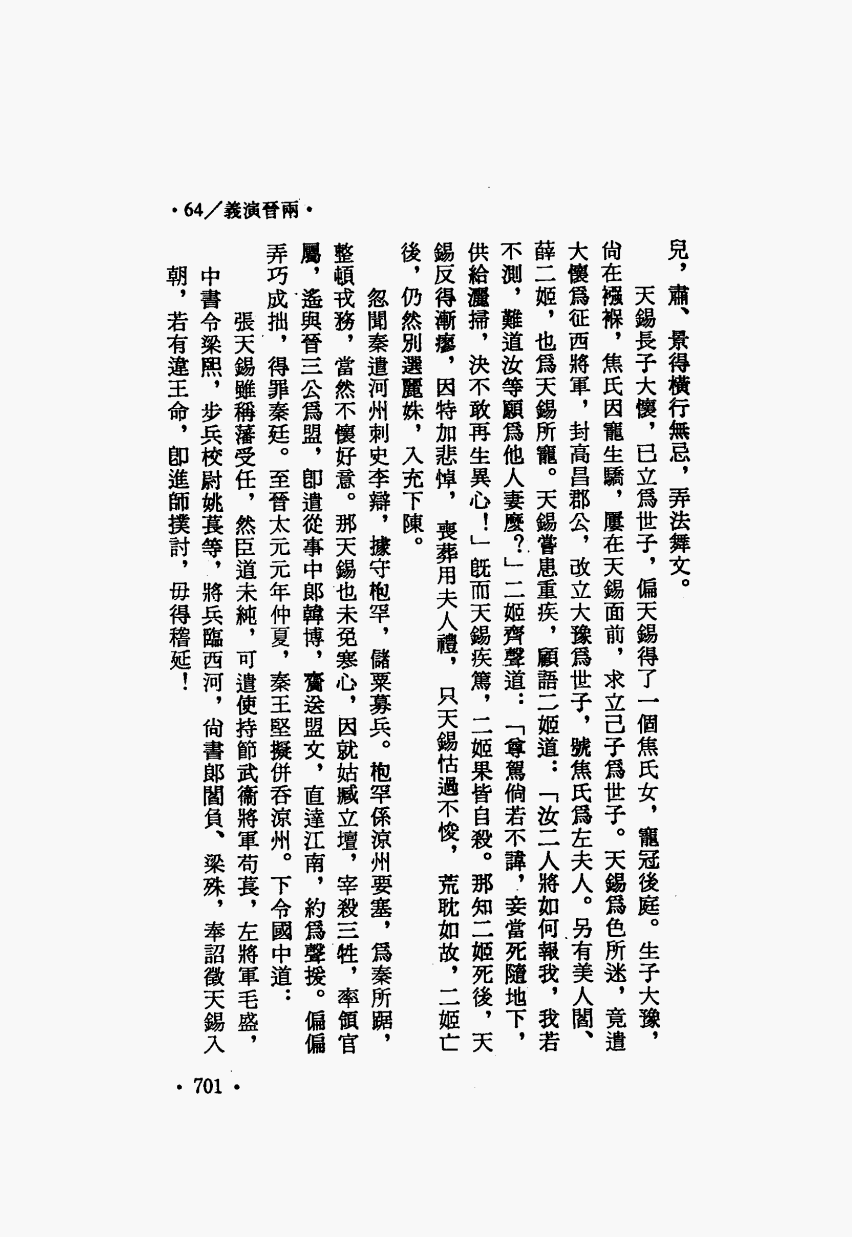 ·64／義演晉兩·
兒，肅、景得橫行無忌，弄法舞文。
天錫長子大懷，已立爲世子，偏天錫得了一個焦氏女，寵冠後庭。生子大豫，
尙在襁褓，焦氏因寵生驕，屢在天錫面前，求立己子爲世子。天錫爲色所迷，竟遣
大懷爲征西將軍，封高昌郡公，改立大豫爲世子，號焦氏爲左夫人。另有美人閻、
薛二姬，也爲天錫所寵。天錫嘗患重疾，顧語二姬道：「汝二人將如何報我，我若
不測，難道汝等願爲他人妻麼？」二姬齊聲道：「尊駕倘若不諱，妾當死隨地下，
供給灑掃，決不敢再生異心！」旣而天錫疾篤，二姬果皆自殺。那知二姬死後，天
錫反得漸瘳，因特加悲悼，喪葬用夫人禮，只天錫怙過不悛，荒耽如故，二姬亡
後，仍然別選麗姝，入充下陳。
忽聞秦遣河州刺史李辯，據守枹罕，儲粟募兵。枹罕係涼州要塞，爲秦所踞，
整頓戎務，當然不懷好意。那天錫也未免寒心，因就姑臧立壇，宰殺三牲，率領官
屬，遙與晉三公爲盟，卽遣從事中郞韓博，齎送盟文，直達江南，約爲聲援。偏偏
弄巧成拙，得罪秦廷。至晉太元元年仲夏，秦王堅擬併吞涼州。下令國中道：
張天錫雖稱藩受任，然臣道未純，可遣使持節武衞將軍苟萇，左將軍毛盛，
中書令梁熙，步兵校尉姚萇等，將兵臨西河，尙書郞閻負、梁殊，奉詔徵天錫入
朝，若有違王命，卽進師撲討，毋得稽延！
·701·